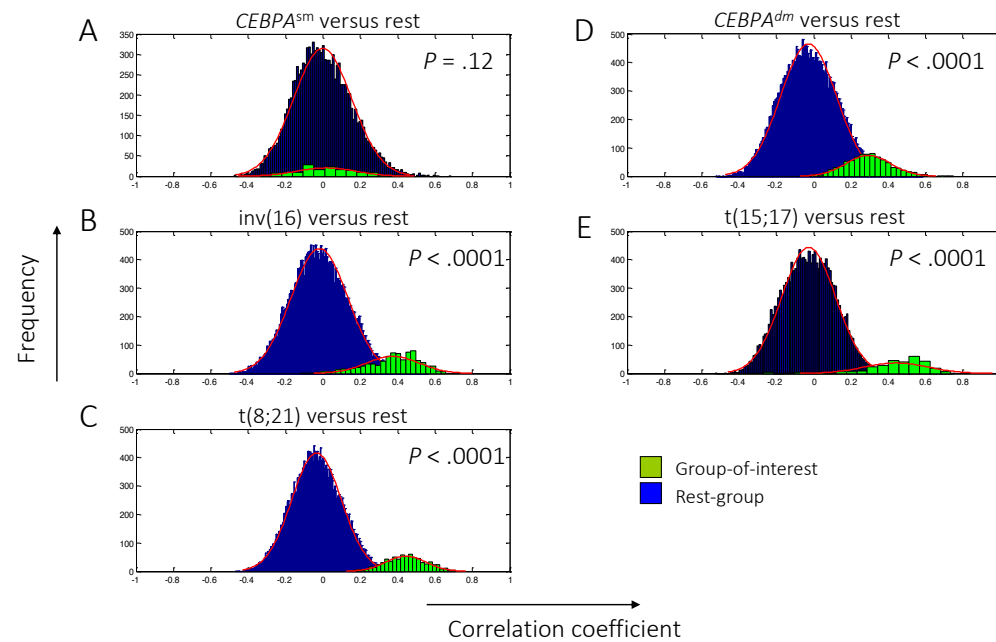 A
CEBPAsm versus rest
P = .12
350
300
250
200
150
100
50
0
-1 -0.8 -0.6 -0.4 -0.2 0 0.2 0.4 0.6 0.8 1
B
inv(16) versus rest
P < .0001
500
400
300
200
100
0
-1 -0.8 -0.6 -0.4 -0.2 0 0.2 0.4 0.6 0.8 1
C
t(8;21) versus rest
P < .0001
500
400
300
200
100
0
-1 -0.8 -0.6 -0.4 -0.2 0 0.2 0.4 0.6 0.8 1
D
CEBPAdm versus rest
P < .0001
500
400
300
200
100
0
-1 -0.8 -0.6 -0.4 -0.2 0 0.2 0.4 0.6 0.8 1
E
t(15;17) versus rest
P < .0001
500
400
300
200
100
0
-1 -0.8 -0.6 -0.4 -0.2 0 0.2 0.4 0.6 0.8 1
Group-of-interest
Rest-group
Frequency
Correlation coefficient